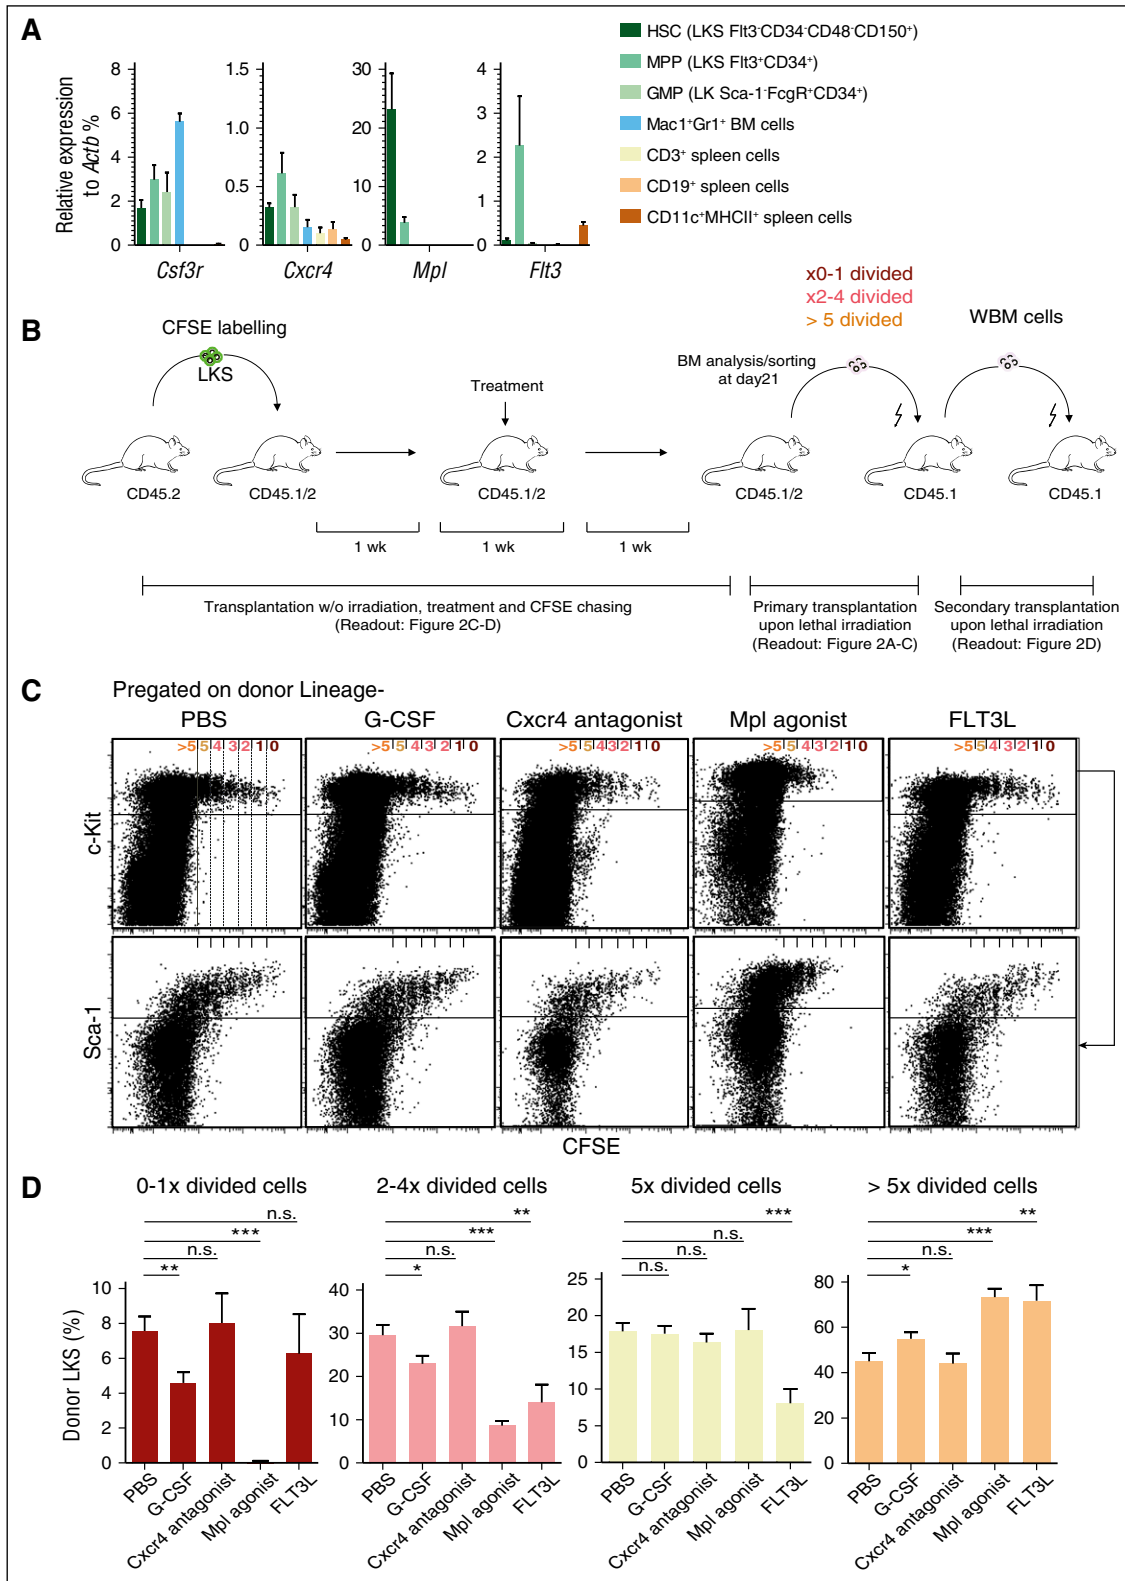 A
Relative expression
to Actb %
8
6
4
2
0
Csf3r
1.5
1.0
0.5
0
Cxcr4
30
20
10
0
Mpl
4
3
2
1
0
Flt3
HSC (LKS Flt3-CD34-CD48-CD150+)
MPP (LKS Flt3+CD34+)
GMP (LK Sca-1-FcgR+CD34+)
Mac1+Gr1+ BM cells
CD3+ spleen cells
CD19+ spleen cells
CD11c+MHCII+ spleen cells
B
CFSE labelling
LKS
Treatment
x0-1 divided
x2-4 divided
> 5 divided
WBM cells
BM analysis/sorting
at day21
CD45.2
CD45.1/2
CD45.1/2
CD45.1/2
CD45.1
CD45.1
1 wk
1 wk
1 wk
Transplantation w/o irradiation, treatment and CFSE chasing
(Readout: Figure 2C-D)
Primary transplantation
upon lethal irradiation
(Readout: Figure 2A-C)
Secondary transplantation
upon lethal irradiation
(Readout: Figure 2D)
C
Pregated on donor Lineage-
PBS
G-CSF
Cxcr4 antagonist
Mpl agonist
FLT3L
>5 5 4 3 2 1 0
>5 5 4 3 2 1 0
>5 5 4 3 2 1 0
>5 5 4 3 2 1 0
>5 5 4 3 2 1 0
c-Kit
Sca-1
CFSE
D
Donor LKS (%)
0-1x divided cells
n.s.
***
n.s.
**
10
8
6
4
2
0
PBS
G-CSF
Cxcr4 antagonist
Mpl agonist
FLT3L
2-4x divided cells
**
***
n.s.
*
40
30
20
10
0
PBS
G-CSF
Cxcr4 antagonist
Mpl agonist
FLT3L
5x divided cells
***
n.s.
n.s.
n.s.
25
20
15
10
5
0
PBS
G-CSF
Cxcr4 antagonist
Mpl agonist
FLT3L
> 5x divided cells
**
***
n.s.
*
80
60
40
20
0
PBS
G-CSF
Cxcr4 antagonist
Mpl agonist
FLT3L